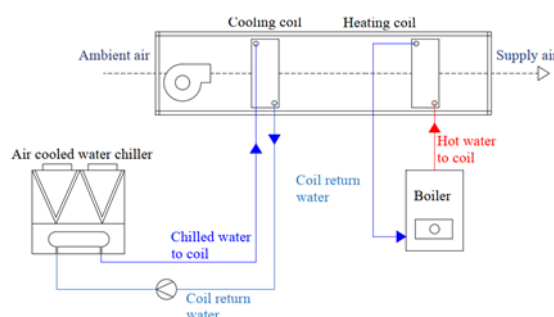 Cooling coil
Heating coil
Ambient air
Supply air
Air cooled water chiller
Hot water
to coil
Coil return
water
Boiler
Chilled water
to coil
Coil return
water